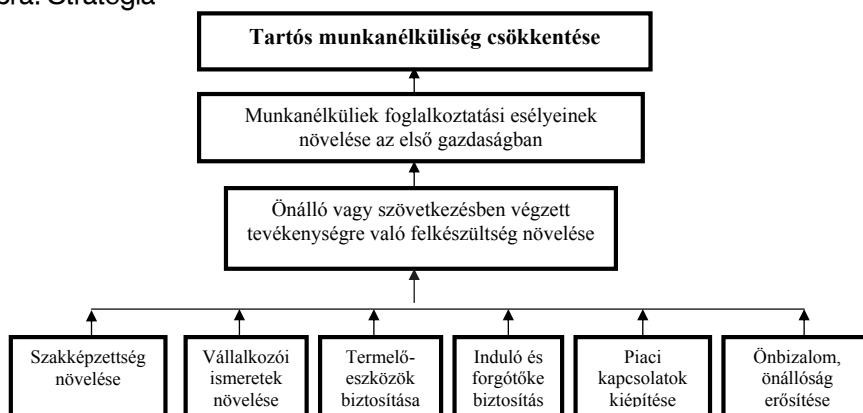 Stratégia
Tartós munkanélküliség csökkentése
Munkanélküliek foglalkoztatási esélyeinek
növelése az első gazdaságban
Önálló vagy szövetkezésben végzett
tevékenységre való felkészültség növelése
Szakképzettség
növelése
Vállalkozói
ismeretek
növelése
Termelő-
eszközök
biztosítása
Induló és
forgótőke
biztosítás
Piaci
kapcsolatok
kiépítése
Önbizalom,
önállóság
erősítése